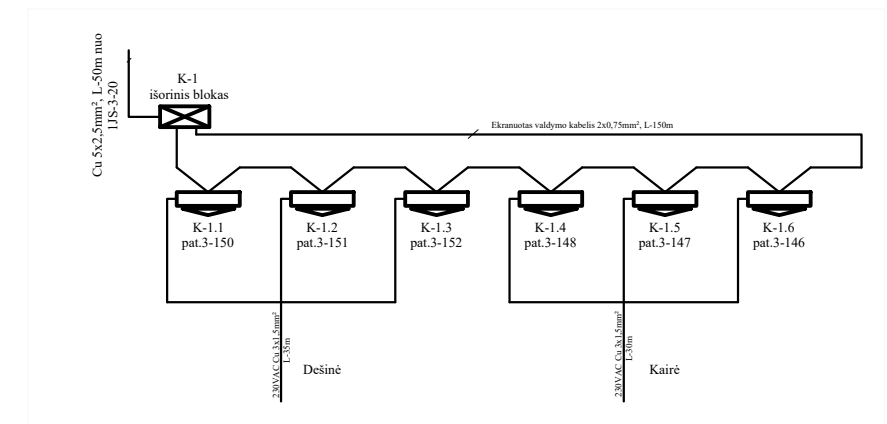 Cu 5x2,5mm², L-50m nuo
1JS-3-20
K-1
išorinis blokas
Ekranuotas valdymo kabelis 2x0,75mm², L-150m
K-1.1
pat.3-150
K-1.2
pat.3-151
K-1.3
pat.3-152
K-1.4
pat.3-148
K-1.5
pat.3-147
K-1.6
pat.3-146
230VAC Cu 3x1,5mm²
L-35m
Dešinė
230VAC Cu 3x1,5mm²
L-30m
Kairė